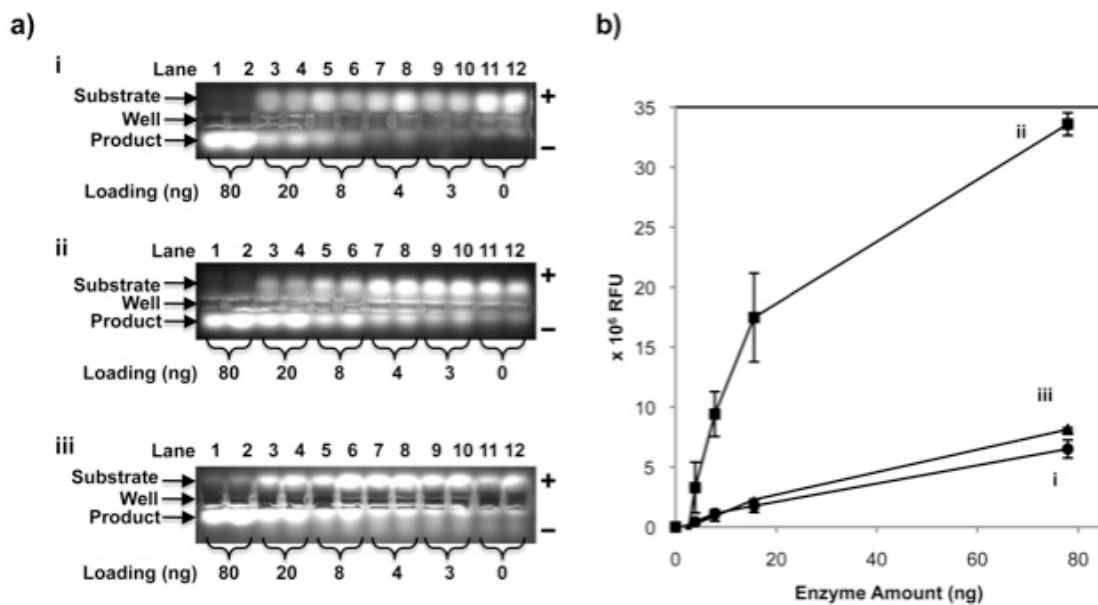 a)
i
Lane 1 2 3 4 5 6 7 8 9 10 11 12
Substrate
+
Well
Product
–
Loading (ng) 80 20 8 4 3 0
ii
Lane 1 2 3 4 5 6 7 8 9 10 11 12
Substrate
+
Well
Product
–
Loading (ng) 80 20 8 4 3 0
iii
Lane 1 2 3 4 5 6 7 8 9 10 11 12
Substrate
+
Well
Product
–
Loading (ng) 80 20 8 4 3 0
b)
35
30
25
20
15
10
5
0
x 10⁶ RFU
ii
iii
i
0 20 40 60 80
Enzyme Amount (ng)